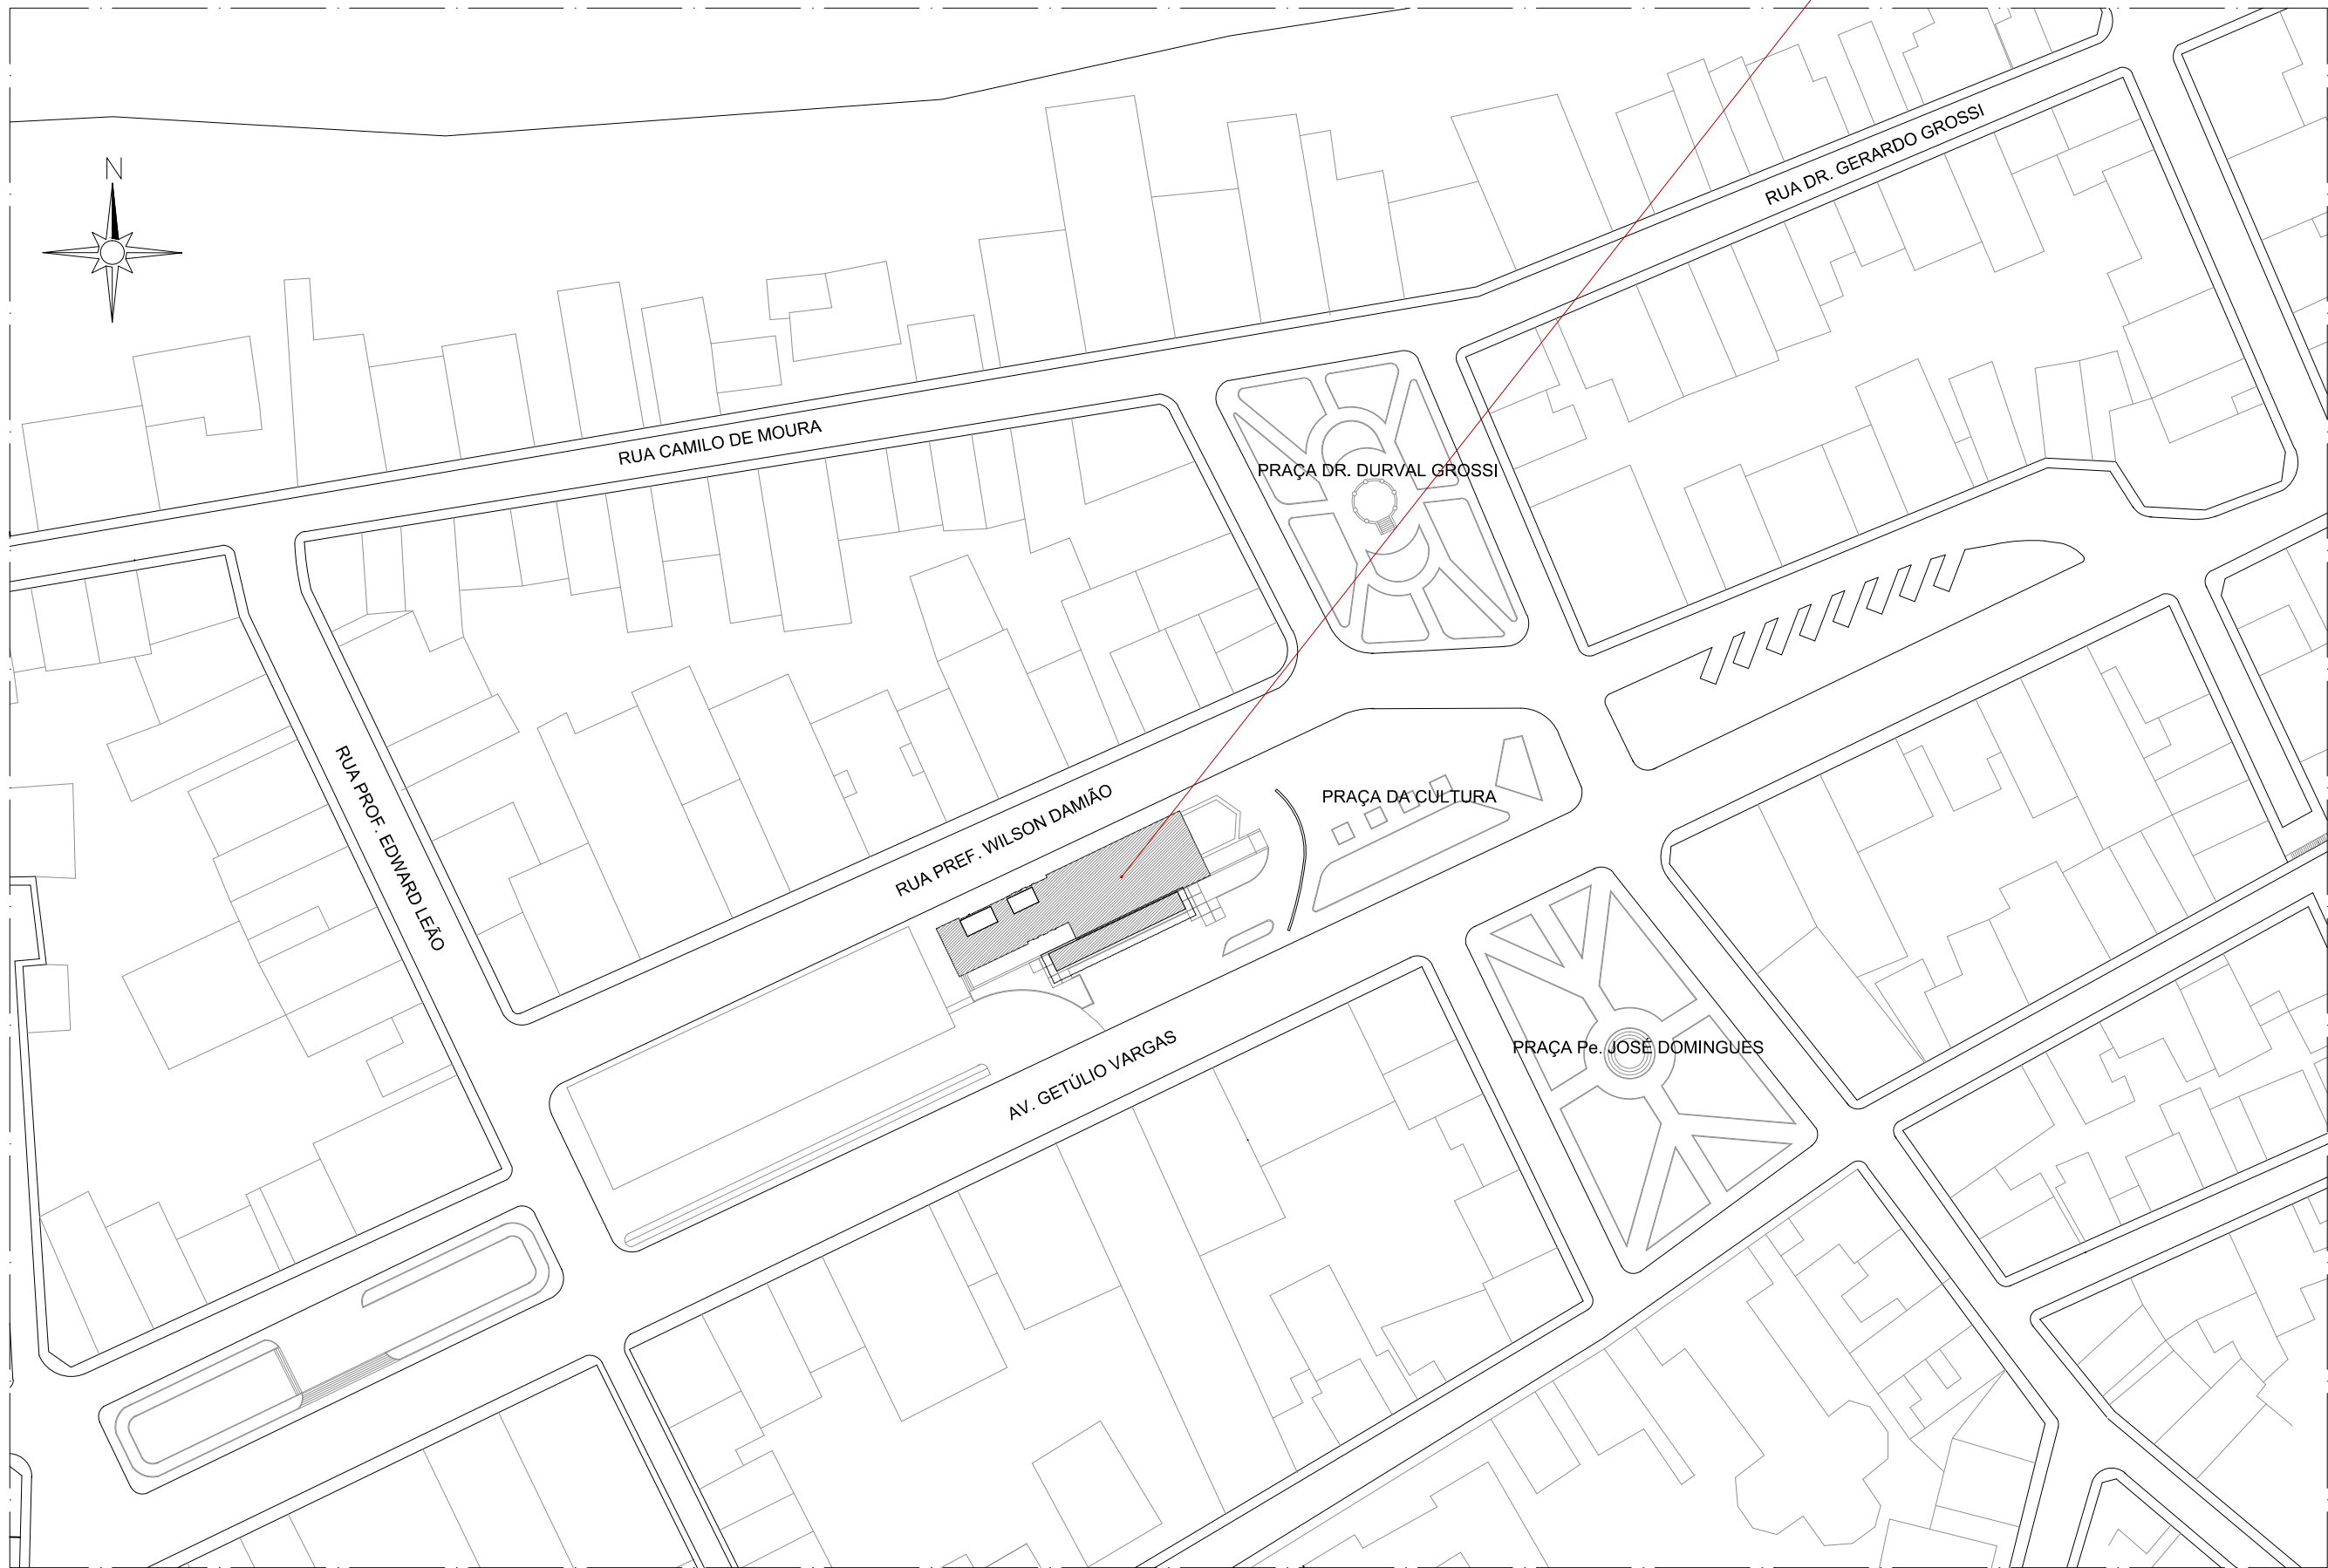 N
RUA DR. GERARDO GROSSI
RUA CAMILO DE MOURA
PRAÇA DR. DURVAL GROSSI
RUA PROF. EDWARD LEÃO
RUA PREF. WILSON DAMIÃO
PRAÇA DA CULTURA
AV. GETÚLIO VARGAS
PRAÇA Pe. JOSÉ DOMINGUES